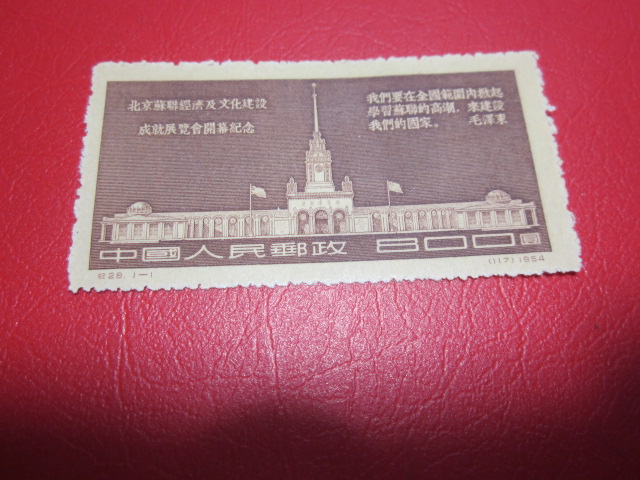 北京蘇聯經濟及文化建設
成就展覽會開幕紀念
我們要在全國範圍內掀起
學習蘇聯的高潮，來建設
我們的國家。 毛澤東
中國人民郵政 800圓
紀28. 1—1 (117) 1954